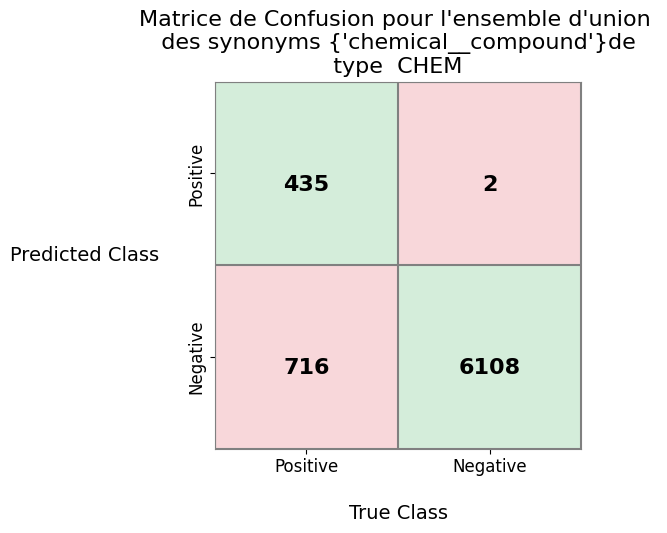 Matrice de Confusion pour l'ensemble d'union
des synonyms {'chemical__compound'}de
type  CHEM
Positive
435
2
Predicted Class
Negative
716
6108
Positive
Negative
True Class